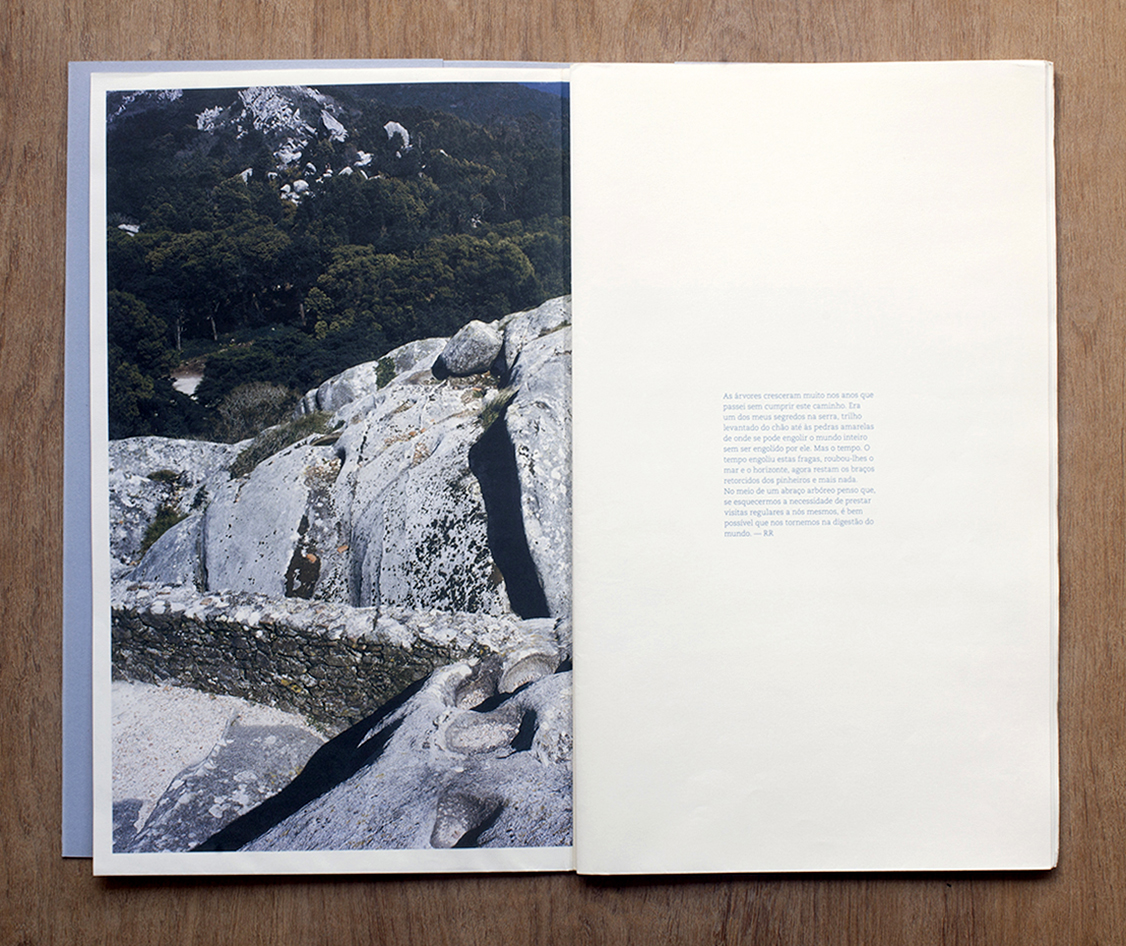 As árvores cresceram muito nos anos que
passei sem cumprir este caminho. Era
um dos meus segredos na serra, trilho
levantado do chão até às pedras amarelas
de onde se pode engolir o mundo inteiro
sem ser engolido por ele. Mas o tempo. O
tempo engoliu estas fragas, roubou-lhes o
mar e o horizonte, agora restam os braços
retorcidos dos pinheiros e mais nada.
No meio de um abraço arbóreo penso que,
se esquecermos a necessidade de prestar
visitas regulares a nós mesmos, é bem
possível que nos tornemos na digestão do
mundo. — RR